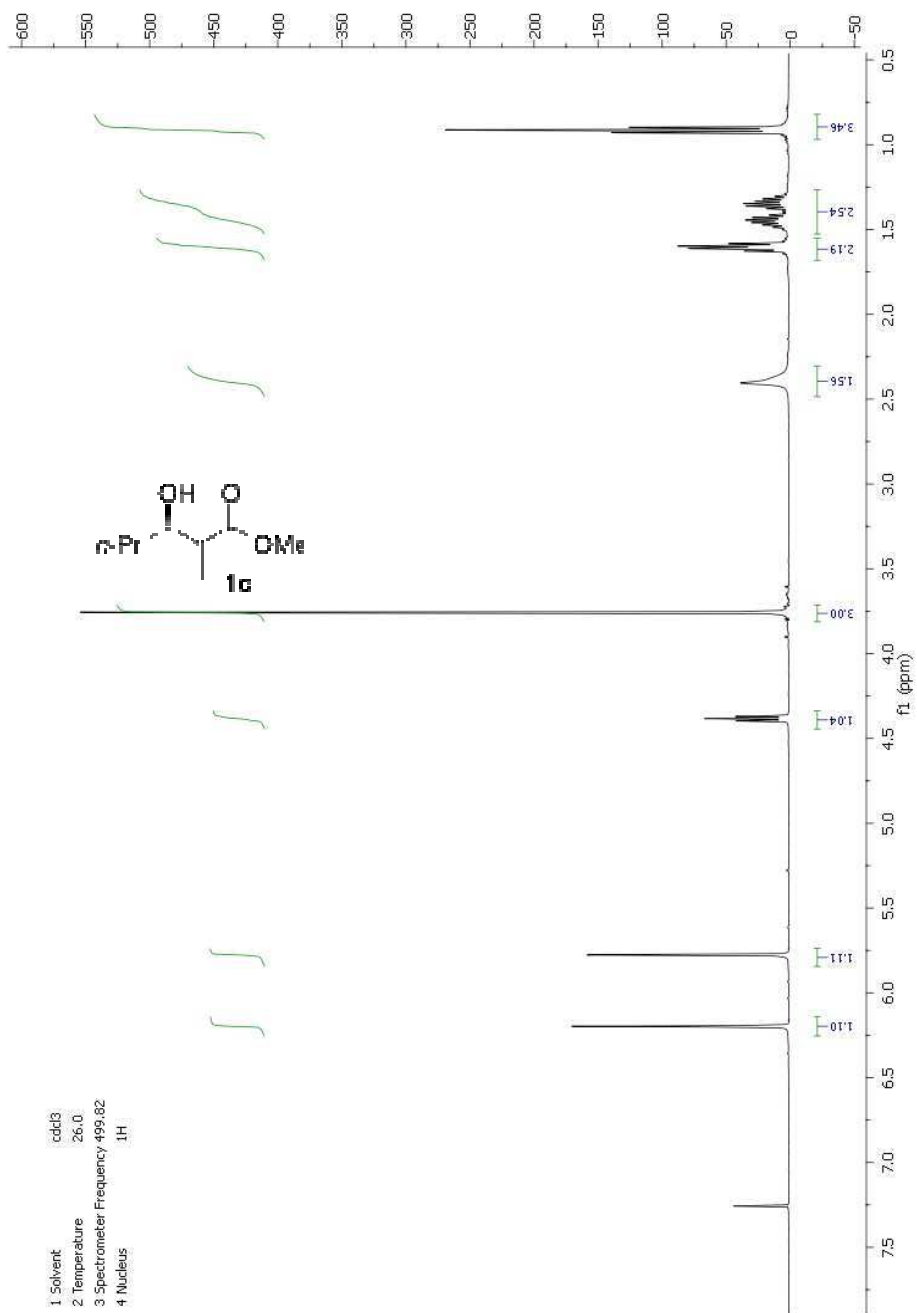 1 Solvent cdcl3
2 Temperature 26.0
3 Spectrometer Frequency 499.82
4 Nucleus 1H
OH O
n-Pr OMe
1c
600 550 500 450 400 350 300 250 200 150 100 50 0 -50
1.10 1.11 1.04 3.00 1.56 2.19 2.54 3.46
7.5 7.0 6.5 6.0 5.5 5.0 4.5 4.0 3.5 3.0 2.5 2.0 1.5 1.0 0.5
f1 (ppm)